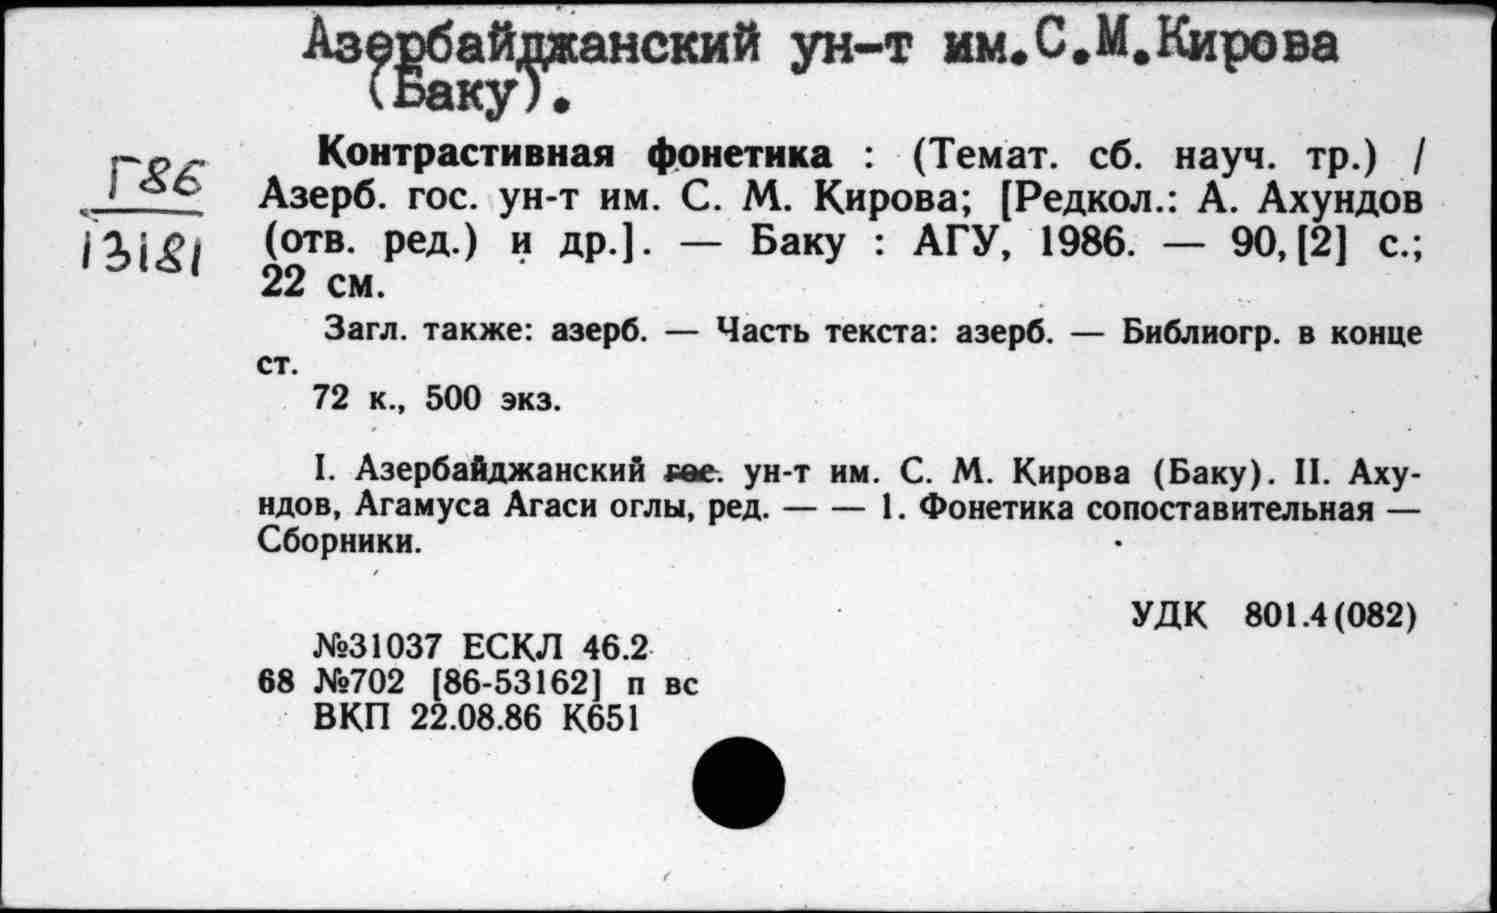 Азербайджанский ун-т им.С.М.Кирова
(Баку).
Контрастивная фонетика : (Темат. сб. науч. тр.) /
Г86
Азерб. гос. ун-т им. С. М. Кирова; [Редкол.: А. Ахундов
13181
(отв. ред.) и др.]. — Баку : АГУ, 1986. — 90, [2] с.;
22 см.
Загл. также: азерб. — Часть текста: азерб. — Библиогр. в конце
ст.
72 к., 500 экз.
I. Азербайджанский гос. ун-т им. С. М. Кирова (Баку). II. Аху-
ндов, Агамуса Агаси оглы, ред. — — 1. Фонетика сопоставительная —
Сборники.
УДК 801.4(082)
№31037 ЕСКЛ 46.2
68 №702 [86-53162] п вс
ВКП 22.08.86 К651